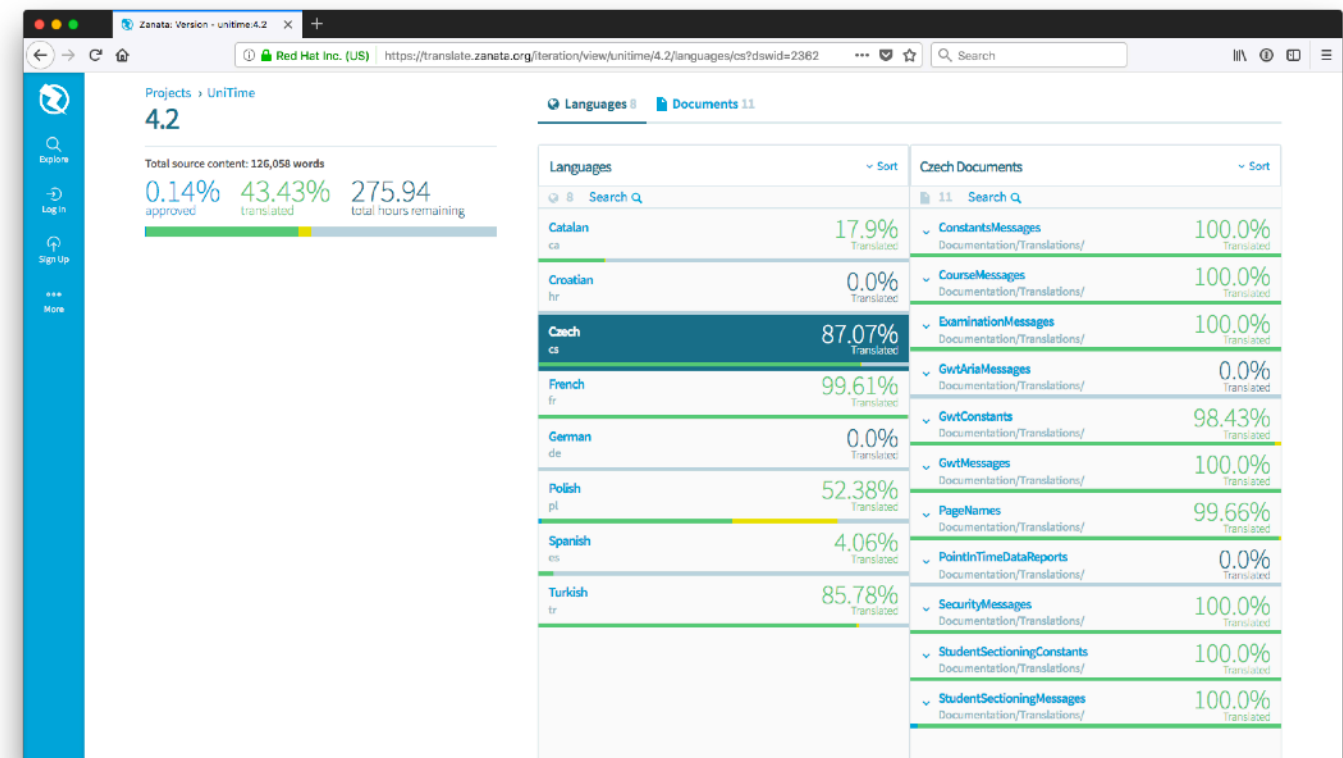 Zanata: Version - unitime:4.2
Red Hat Inc. (US) https://translate.zanata.org/iteration/view/unitime/4.2/languages/cs?dswid=2362
Search
Explore
Log In
Sign Up
More
Projects › UniTime
4.2
Total source content: 126,058 words
0.14% 43.43% 275.94
approved translated total hours remaining
Languages 8 Documents 11
Languages Sort
8 Search
Catalan 17.9%
ca Translated
Croatian 0.0%
hr Translated
Czech 87.07%
cs Translated
French 99.61%
fr Translated
German 0.0%
de Translated
Polish 52.38%
pl Translated
Spanish 4.06%
es Translated
Turkish 85.78%
tr Translated
Czech Documents Sort
11 Search
ConstantsMessages 100.0%
Documentation/Translations/ Translated
CourseMessages 100.0%
Documentation/Translations/ Translated
ExaminationMessages 100.0%
Documentation/Translations/ Translated
GwtAriaMessages 0.0%
Documentation/Translations/ Translated
GwtConstants 98.43%
Documentation/Translations/ Translated
GwtMessages 100.0%
Documentation/Translations/ Translated
PageNames 99.66%
Documentation/Translations/ Translated
PointInTimeDataReports 0.0%
Documentation/Translations/ Translated
SecurityMessages 100.0%
Documentation/Translations/ Translated
StudentSectioningConstants 100.0%
Documentation/Translations/ Translated
StudentSectioningMessages 100.0%
Documentation/Translations/ Translated